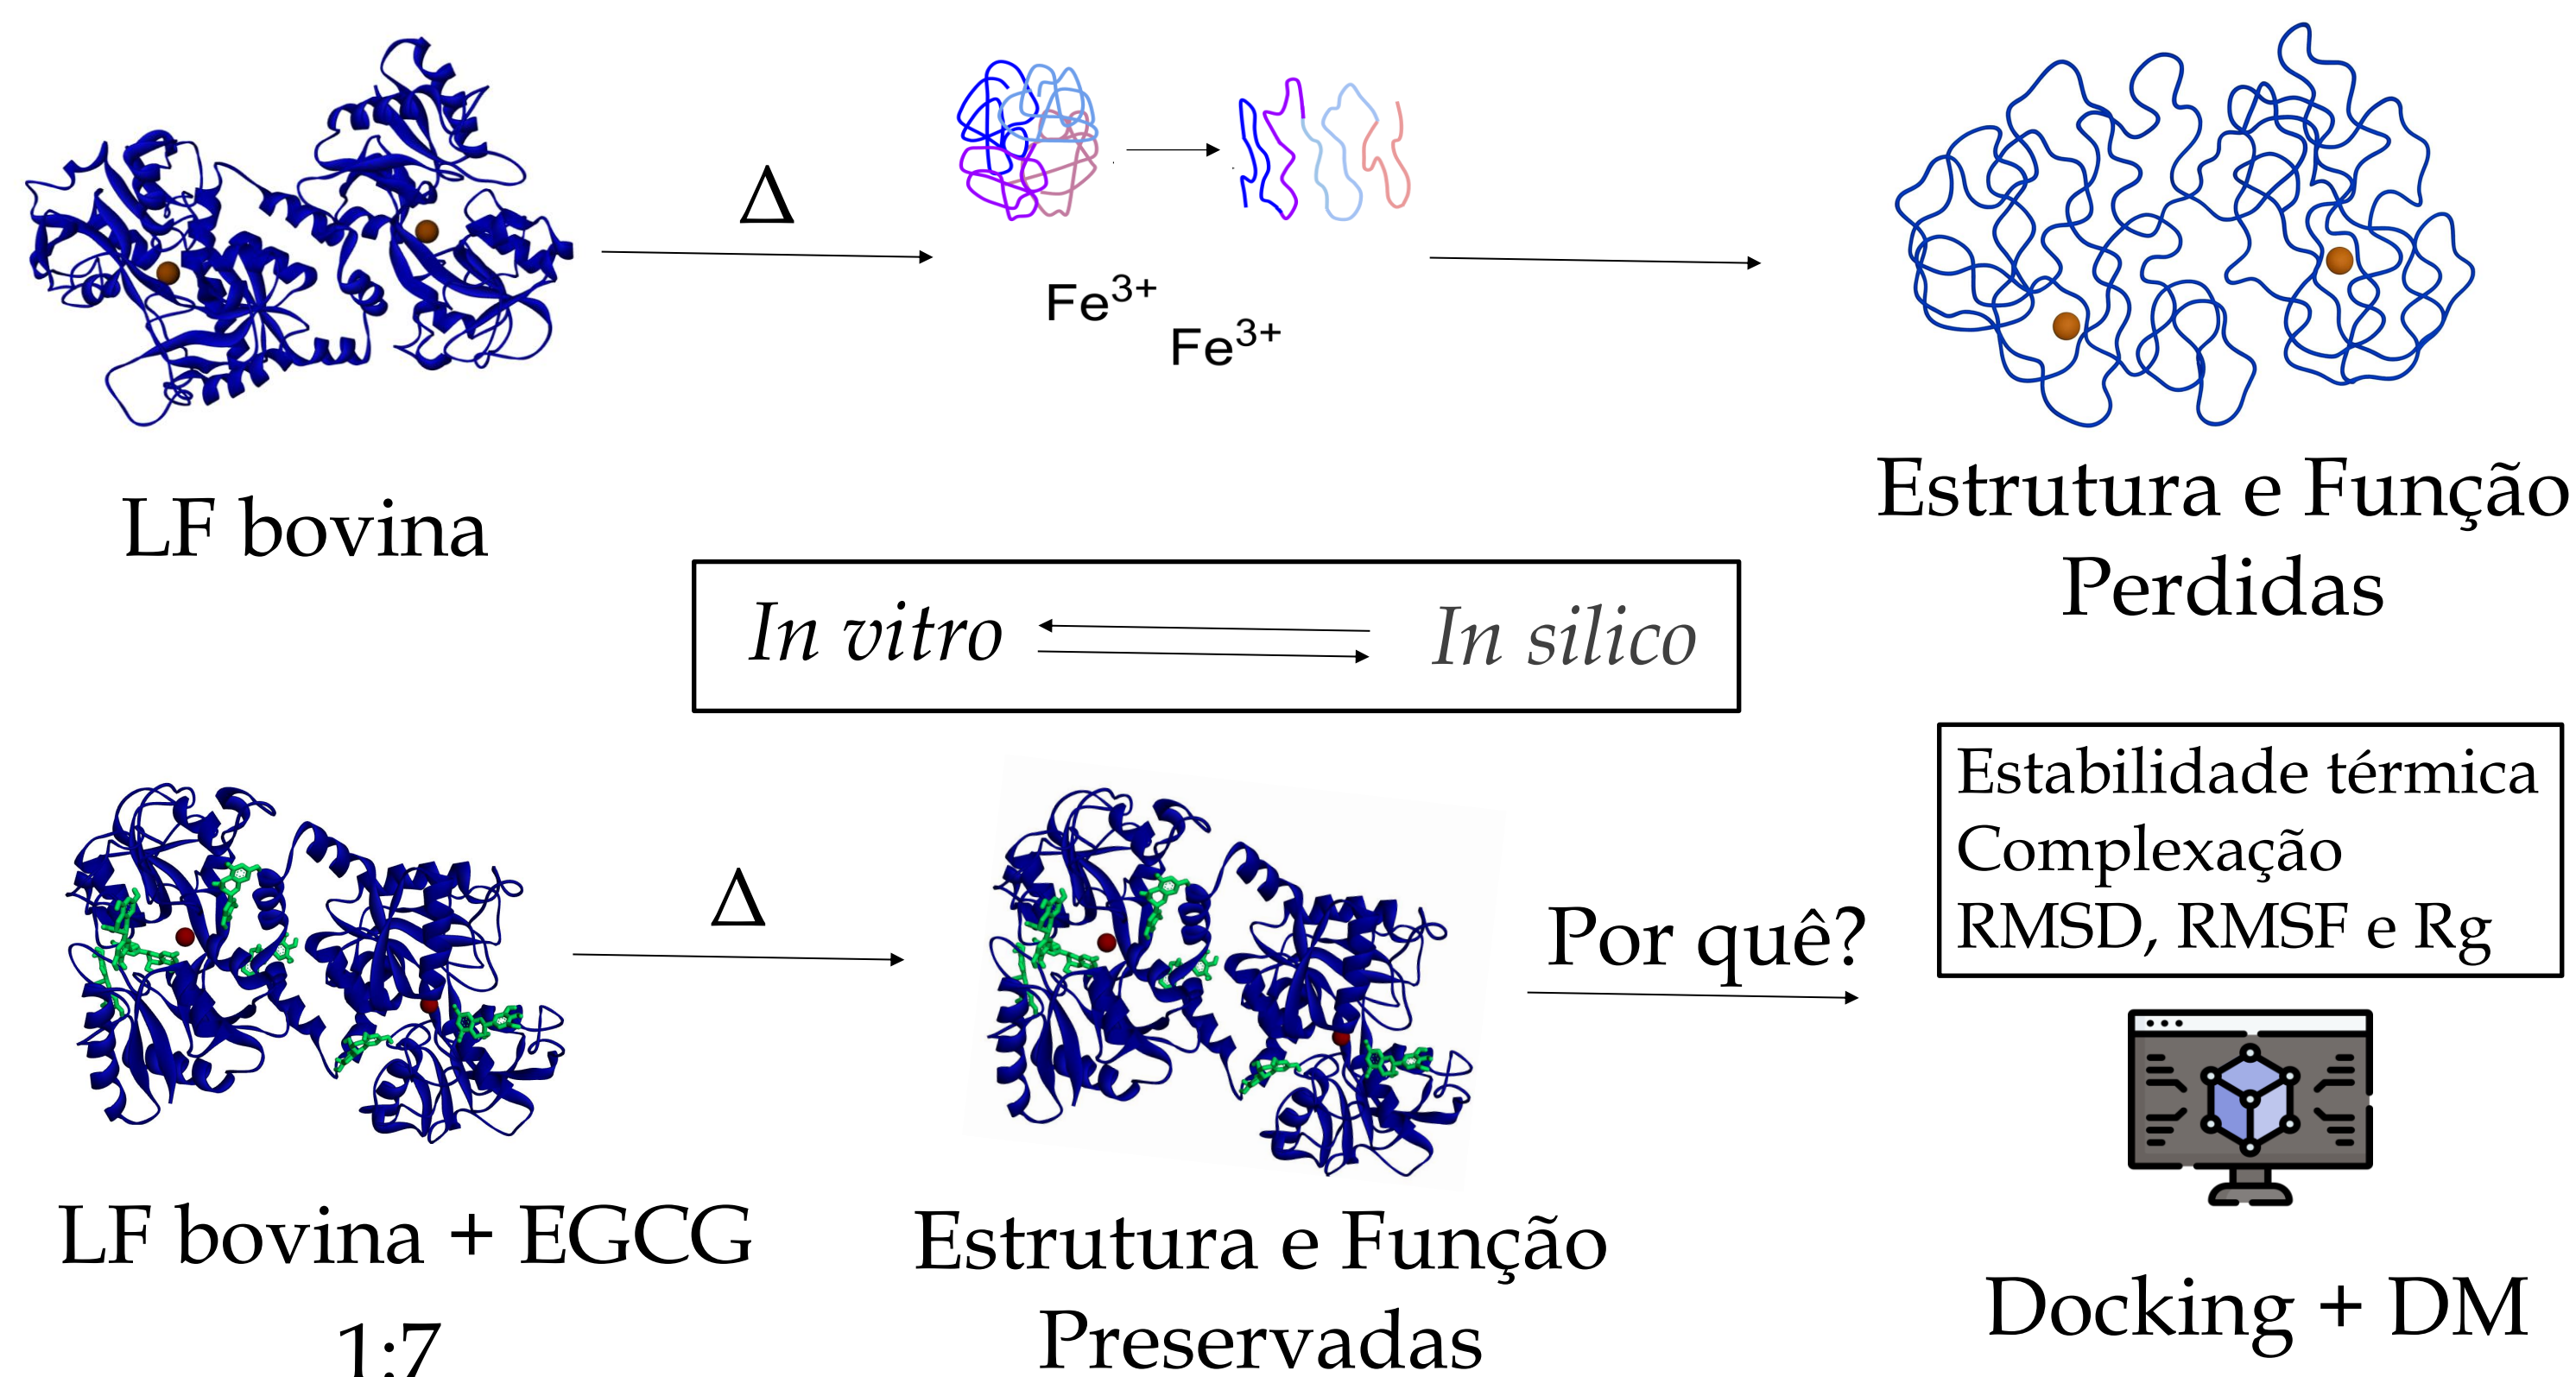 Δ
Fe³⁺
Fe³⁺
LF bovina
Estrutura e Função
Perdidas
In vitro
In silico
Estabilidade térmica
Complexação
RMSD, RMSF e Rg
Δ
Por quê?
LF bovina + EGCG
1:7
Estrutura e Função
Preservadas
Docking + DM